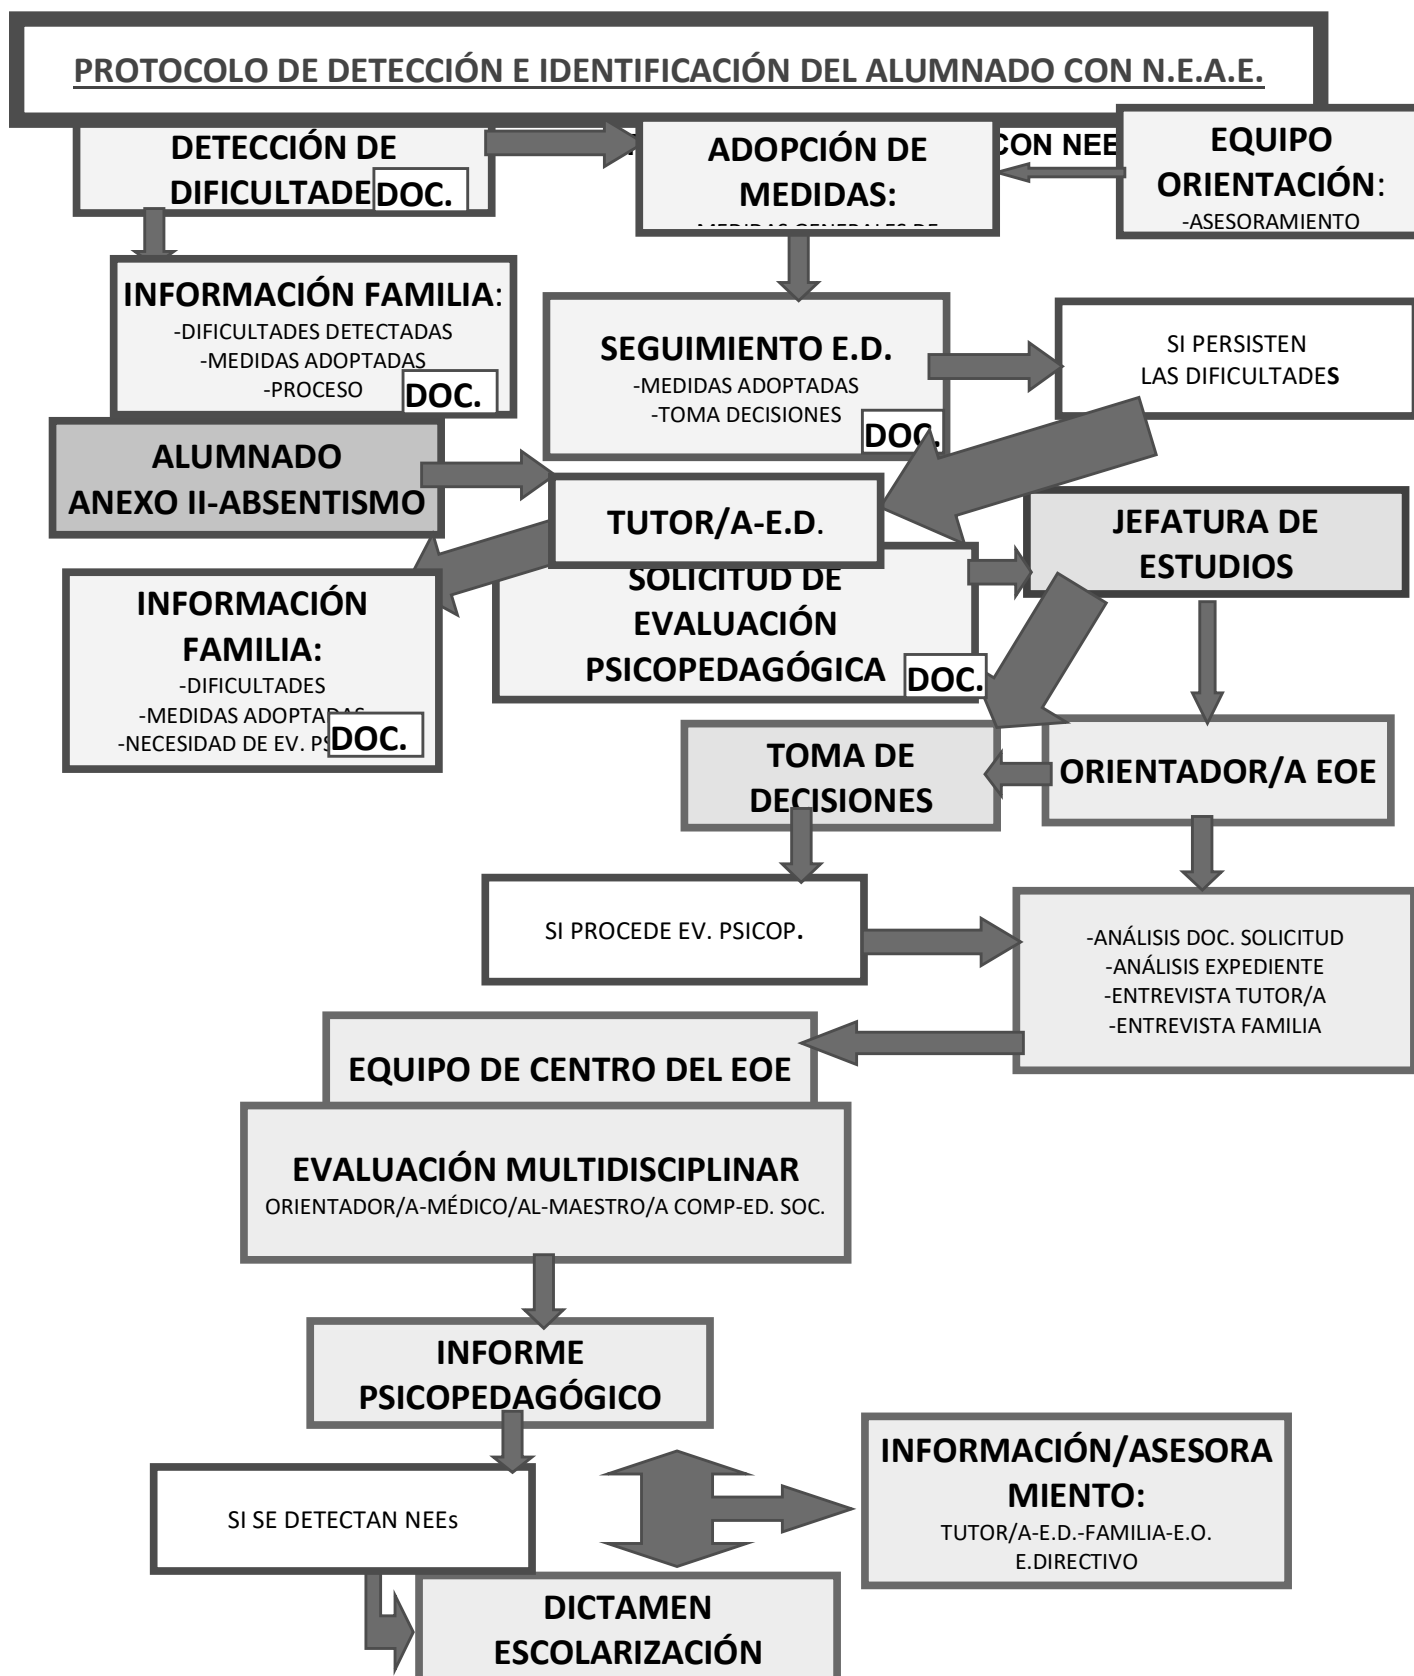 PROTOCOLO DE DETECCIÓN E IDENTIFICACIÓN DEL ALUMNADO CON N.E.A.E.
CON NEE
DETECCIÓN DE
DIFICULTADE
DOC.
ADOPCIÓN DE
MEDIDAS:
MEDIDAS GENERALES DE
EQUIPO
ORIENTACIÓN:
-ASESORAMIENTO
INFORMACIÓN FAMILIA:
-DIFICULTADES DETECTADAS
-MEDIDAS ADOPTADAS
-PROCESO
DOC.
SEGUIMIENTO E.D.
-MEDIDAS ADOPTADAS
-TOMA DECISIONES
DOC.
SI PERSISTEN
LAS DIFICULTADES
ALUMNADO
ANEXO II-ABSENTISMO
TUTOR/A-E.D.
JEFATURA DE
ESTUDIOS
SOLICITUD DE
EVALUACIÓN
PSICOPEDAGÓGICA
DOC.
INFORMACIÓN
FAMILIA:
-DIFICULTADES
-MEDIDAS ADOPTADAS
-NECESIDAD DE EV. PS
DOC.
TOMA DE
DECISIONES
ORIENTADOR/A EOE
SI PROCEDE EV. PSICOP.
-ANÁLISIS DOC. SOLICITUD
-ANÁLISIS EXPEDIENTE
-ENTREVISTA TUTOR/A
-ENTREVISTA FAMILIA
EQUIPO DE CENTRO DEL EOE
EVALUACIÓN MULTIDISCIPLINAR
ORIENTADOR/A-MÉDICO/AL-MAESTRO/A COMP-ED. SOC.
INFORME
PSICOPEDAGÓGICO
INFORMACIÓN/ASESORA
MIENTO:
TUTOR/A-E.D.-FAMILIA-E.O.
E.DIRECTIVO
SI SE DETECTAN NEEs
DICTAMEN
ESCOLARIZACIÓN